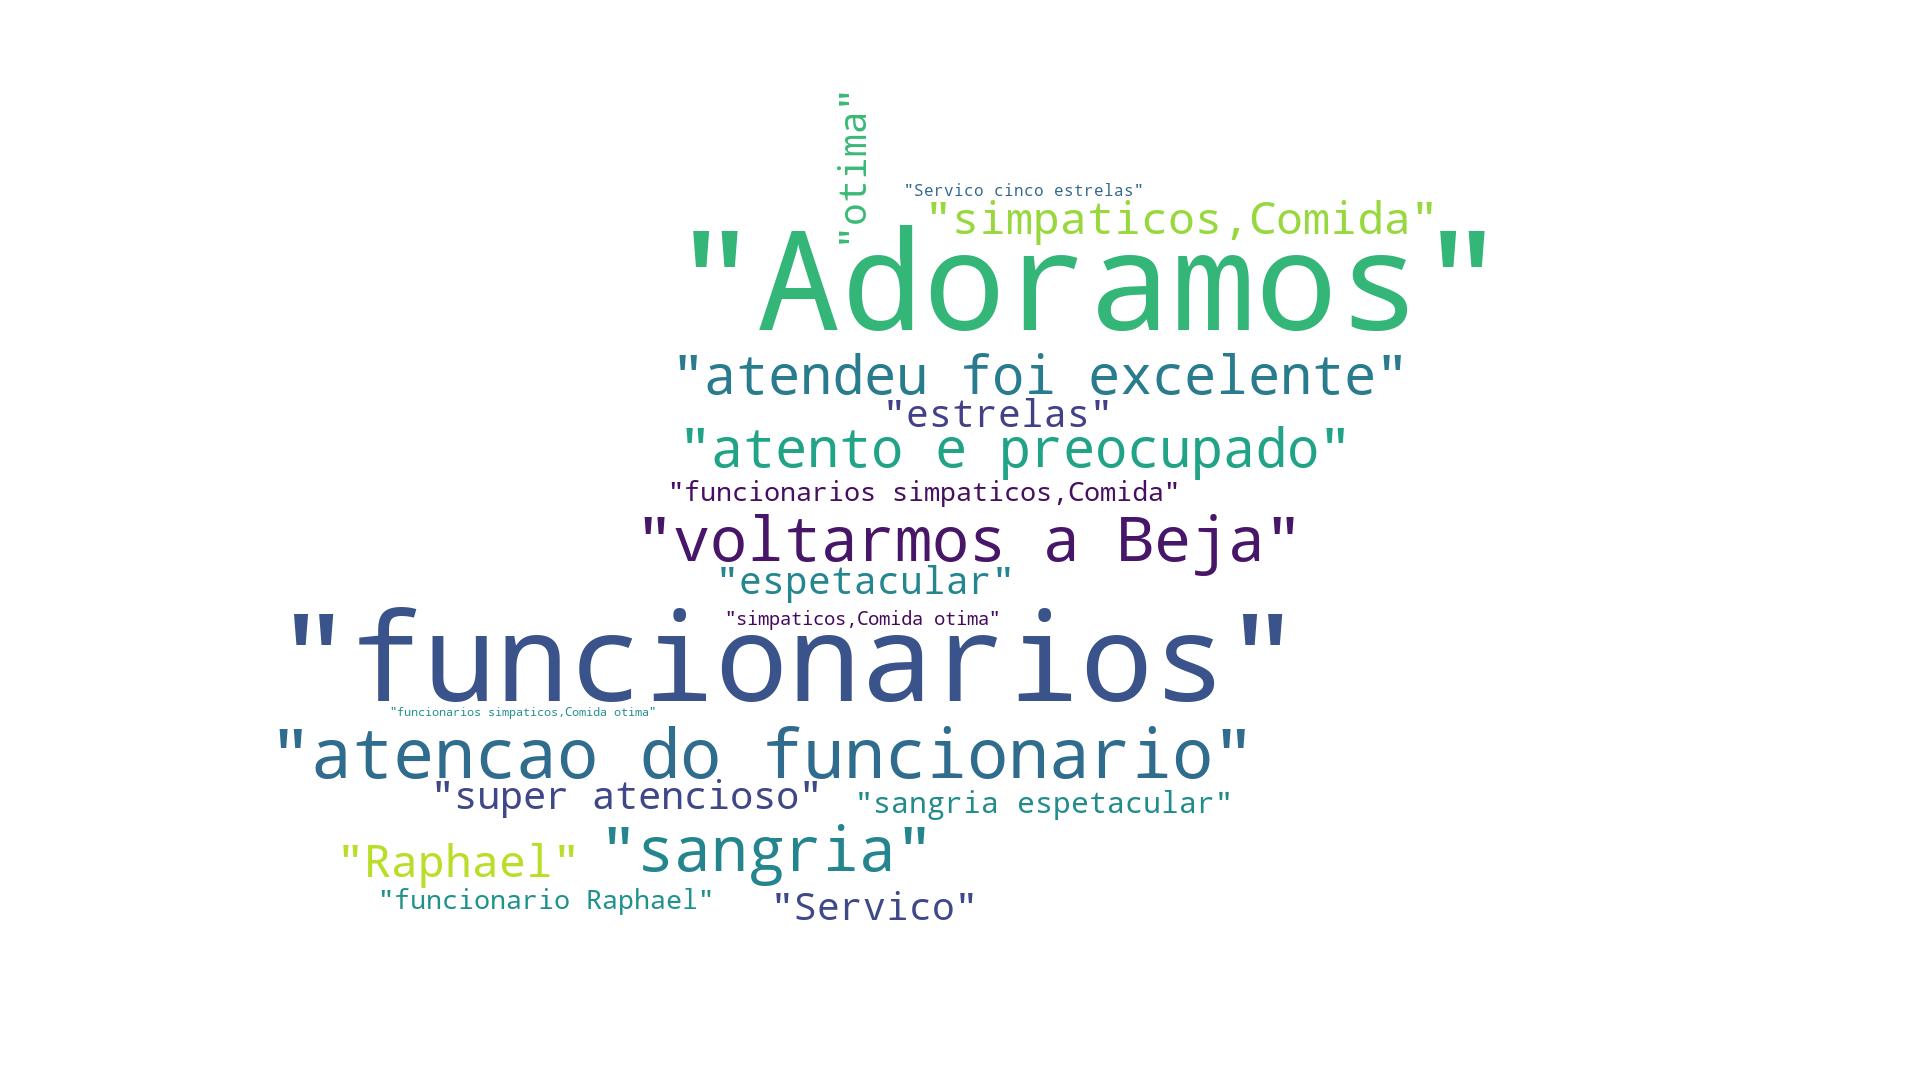 "otima"
"Servico cinco estrelas"
"simpaticos,Comida"
"Adoramos"
"atendeu foi excelente"
"estrelas"
"atento e preocupado"
"funcionarios simpaticos,Comida"
"voltarmos a Beja"
"espetacular"
"simpaticos,Comida otima"
"funcionarios"
"funcionarios simpaticos,Comida otima"
"atencao do funcionario"
"super atencioso"
"sangria espetacular"
"Raphael"
"sangria"
"funcionario Raphael"
"Servico"